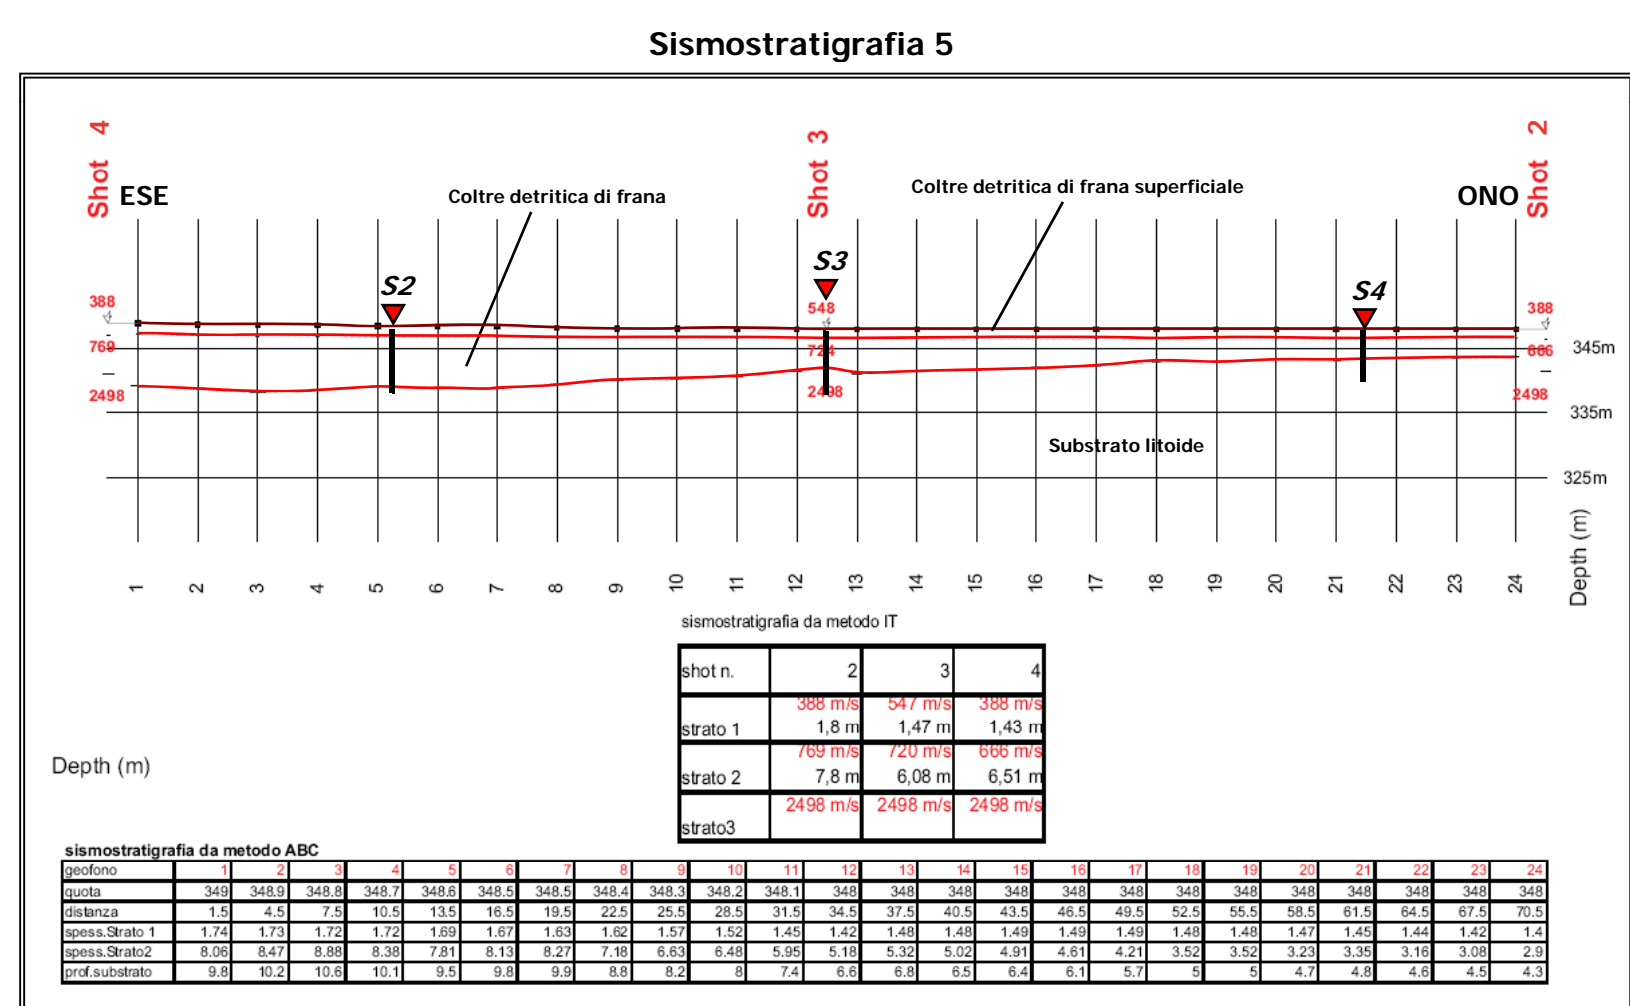 Sismostratigrafia 5
Shot 4
Shot 3
Shot 2
ESE
Coltre detritica di frana
Coltre detritica di frana superficiale
ONO
S2
S3
S4
388
548
388
769
724
666
345m
2498
2498
2498
335m
Substrato litoide
325m
Depth (m)
1 2 3 4 5 6 7 8 9 10 11 12 13 14 15 16 17 18 19 20 21 22 23 24
sismostratigrafia da metodo IT
shot n. 2 3 4
388 m/s 547 m/s 388 m/s
strato 1 1,8 m 1,47 m 1,43 m
769 m/s 720 m/s 666 m/s
strato 2 7,8 m 6,08 m 6,51 m
2498 m/s 2498 m/s 2498 m/s
strato3
Depth (m)
sismostratigrafia da metodo ABC
geofono 1 2 3 4 5 6 7 8 9 10 11 12 13 14 15 16 17 18 19 20 21 22 23 24
quota 349 348.9 348.8 348.7 348.6 348.5 348.5 348.4 348.3 348.2 348.1 348 348 348 348 348 348 348 348 348 348 348 348 348
distanza 1.5 4.5 7.5 10.5 13.5 16.5 19.5 22.5 25.5 28.5 31.5 34.5 37.5 40.5 43.5 46.5 49.5 52.5 55.5 58.5 61.5 64.5 67.5 70.5
spess.Strato 1 1.74 1.73 1.72 1.72 1.69 1.67 1.63 1.62 1.57 1.52 1.45 1.42 1.48 1.48 1.49 1.49 1.49 1.48 1.48 1.47 1.45 1.44 1.42 1.4
spess.Strato2 8.06 8.47 8.88 8.38 7.81 8.13 8.27 7.18 6.63 6.48 5.95 5.18 5.32 5.02 4.91 4.61 4.21 3.52 3.52 3.23 3.35 3.16 3.08 2.9
prof.substrato 9.8 10.2 10.6 10.1 9.5 9.8 9.9 8.8 8.2 8 7.4 6.6 6.8 6.5 6.4 6.1 5.7 5 5 4.7 4.8 4.6 4.5 4.3